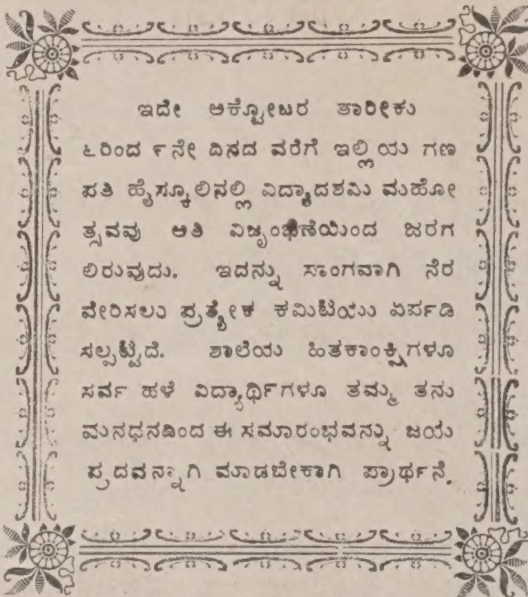 ಇದೇ ಅಕ್ಟೋಬರ ತಾರೀಕು
೬ರಿಂದ ೯ನೇ ದಿನದ ವರೆಗೆ ಇಲ್ಲಿಯ ಗಣ
ಪತಿ ಹೈಸ್ಕೂಲಿನಲ್ಲಿ ವಿದ್ಯಾದಶಮಿ ಮಹೋ
ತ್ಸವವು ಅತಿ ವಿಜೃಂಭಣೆಯಿಂದ ಜರಗ
ಲಿರುವುದು. ಇದನ್ನು ಸಾಂಗವಾಗಿ ನೆರ
ವೇರಿಸಲು ಪ್ರತ್ಯೇಕ ಕಮಿಟಿಯು ಏರ್ಪಡಿ
ಸಲ್ಪಟ್ಟಿದೆ. ಶಾಲೆಯ ಹಿತಕಾಂಕ್ಷಿಗಳೂ
ಸರ್ವ ಹಳೆ ವಿದ್ಯಾರ್ಥಿಗಳೂ ತಮ್ಮ ತನು
ಮನಧನದಿಂದ ಈ ಸಮಾರಂಭವನ್ನು ಜಯ
ಪ್ರದವನ್ನಾಗಿ ಮಾಡಬೇಕಾಗಿ ಪ್ರಾರ್ಥನೆ.